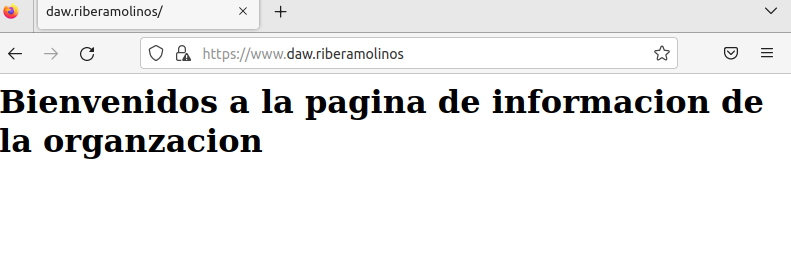 daw.riberamolinos/
https://www.daw.riberamolinos
Bienvenidos a la pagina de informacion de
la organzacion